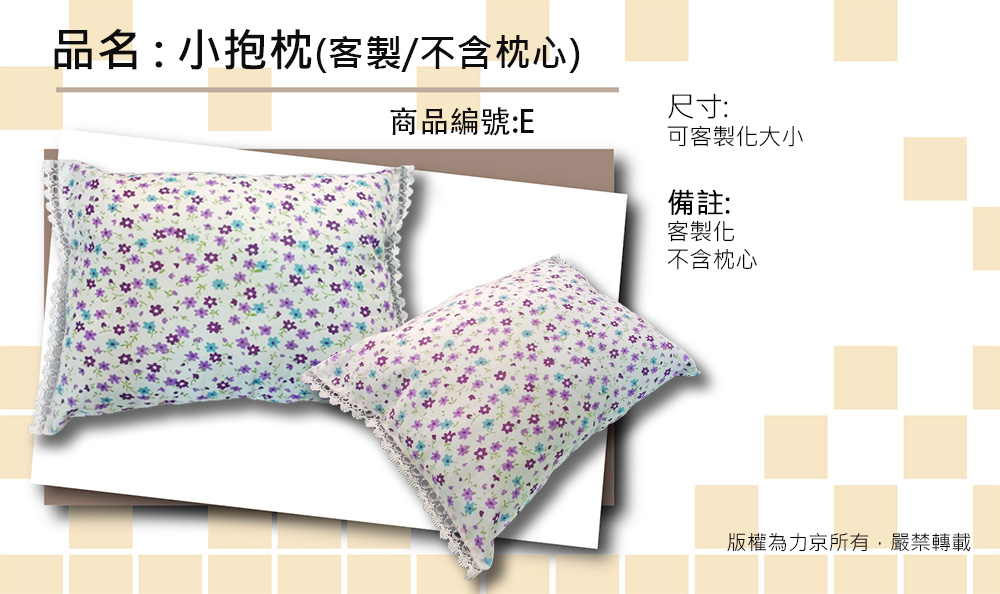 品名 : 小抱枕(客製/不含枕心)
商品編號:E
尺寸:
可客製化大小
備註:
客製化
不含枕心
版權為力京所有，嚴禁轉載